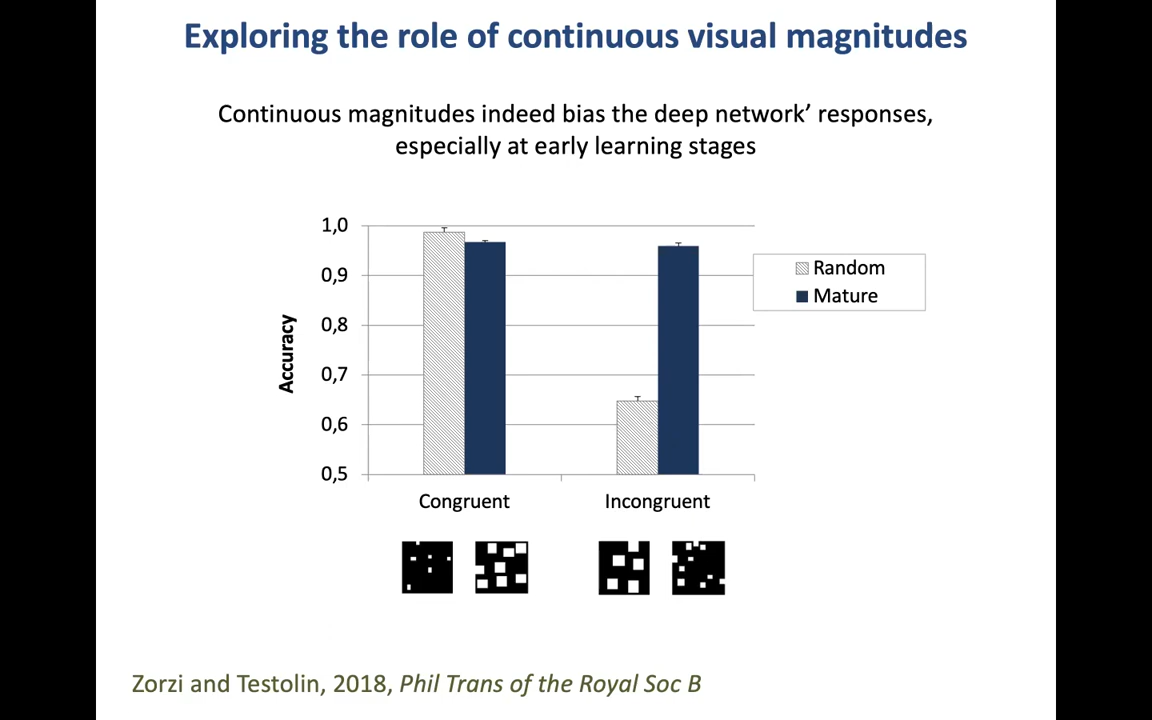 Exploring the role of continuous visual magnitudes
Continuous magnitudes indeed bias the deep network’ responses,
especially at early learning stages
1,0
0,9
0,8
0,7
0,6
0,5
Accuracy
Random
Mature
Congruent
Incongruent
Zorzi and Testolin, 2018, Phil Trans of the Royal Soc B